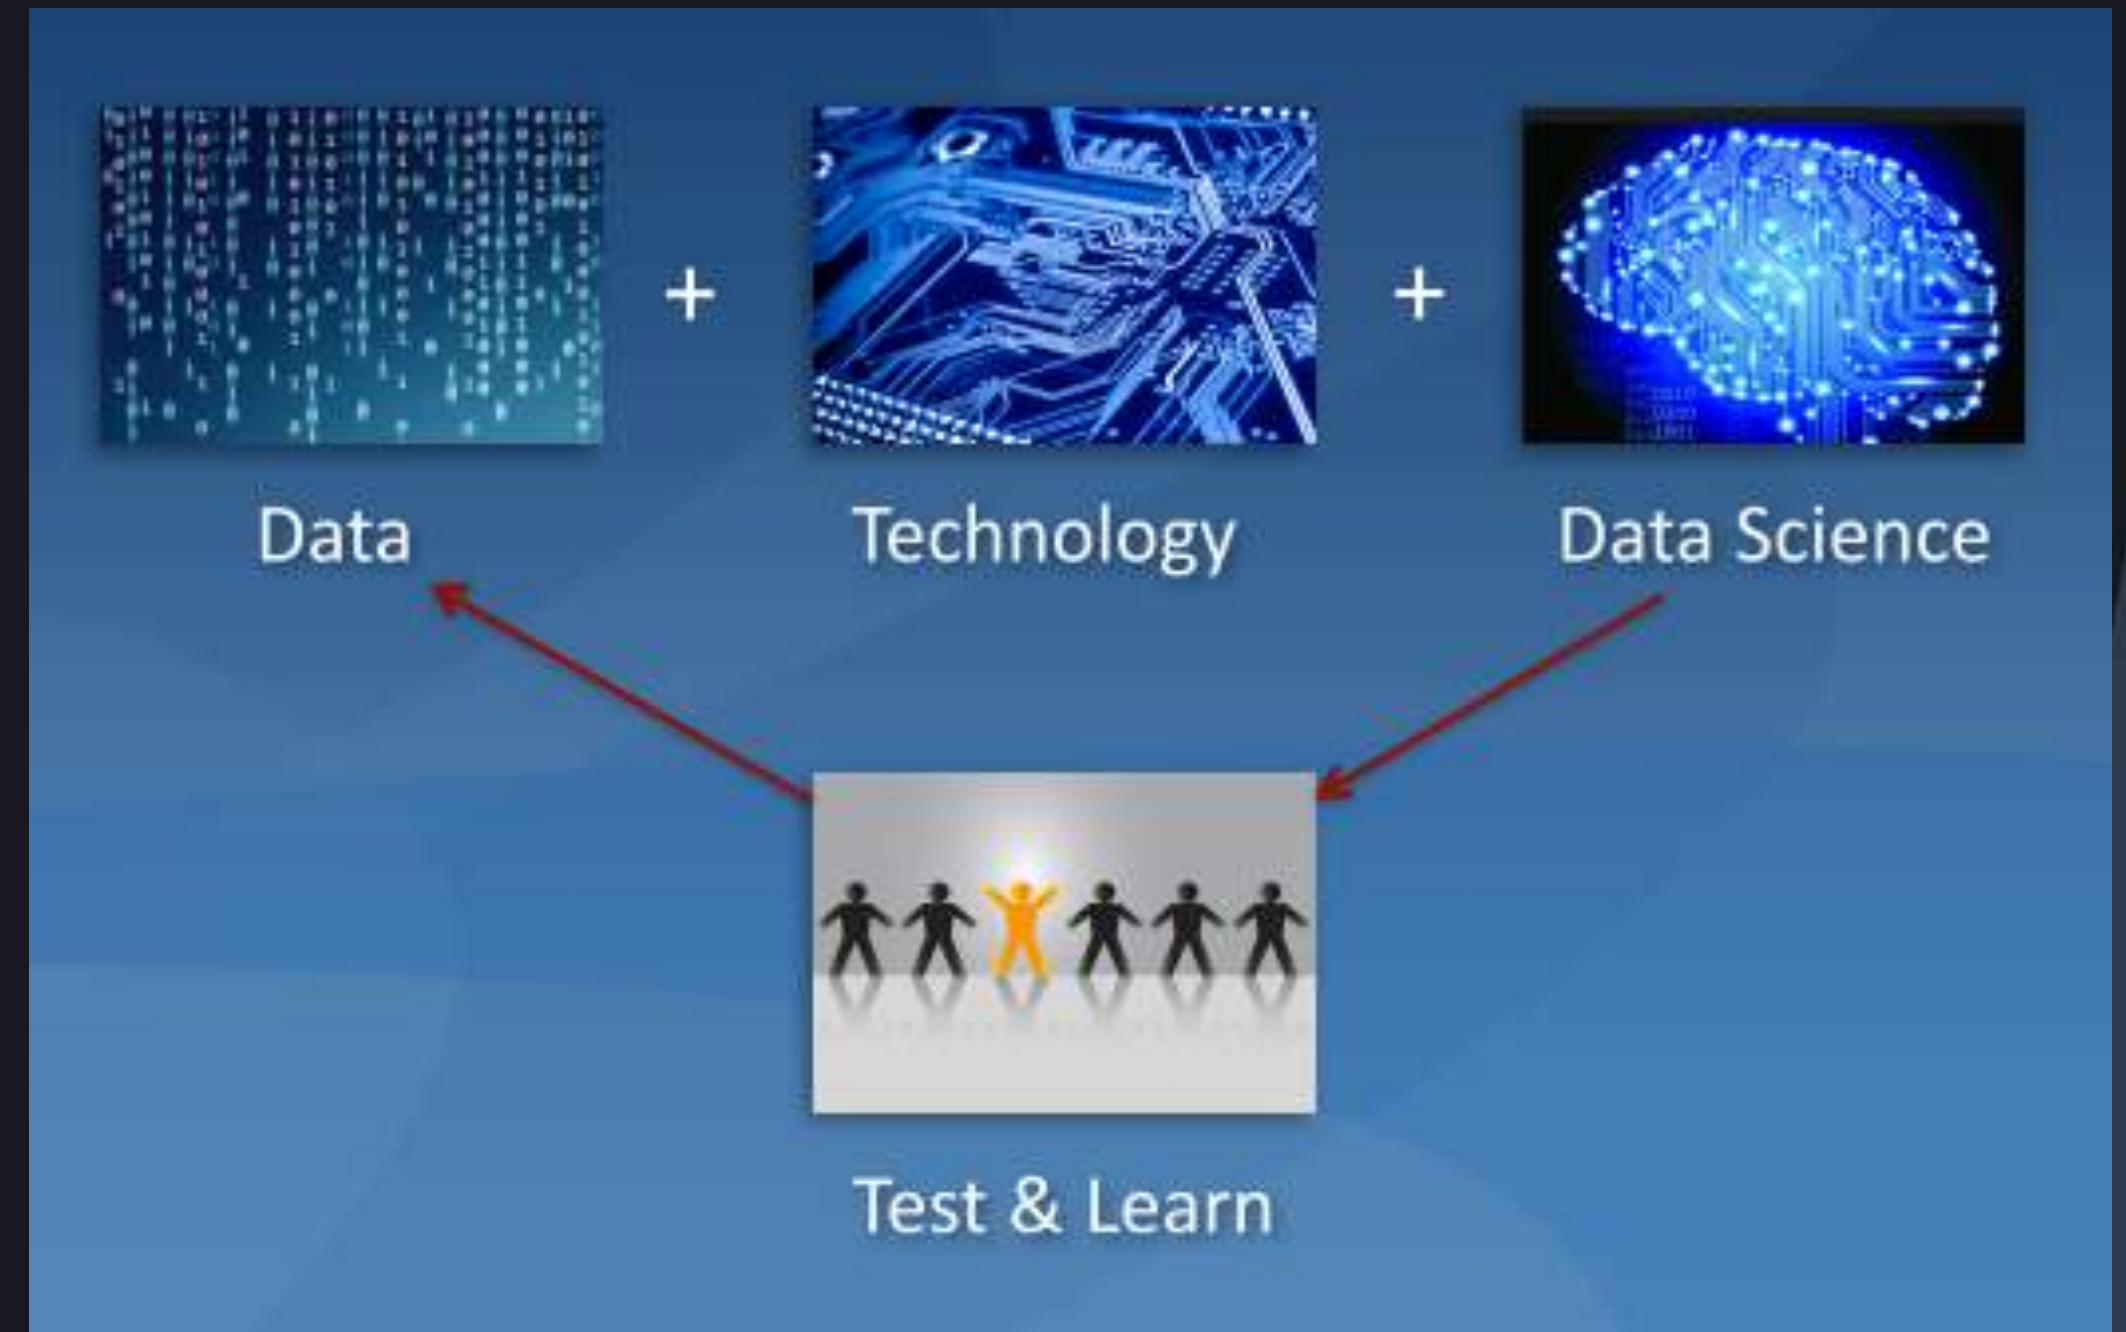 Data
+
Technology
+
Data Science
Test & Learn